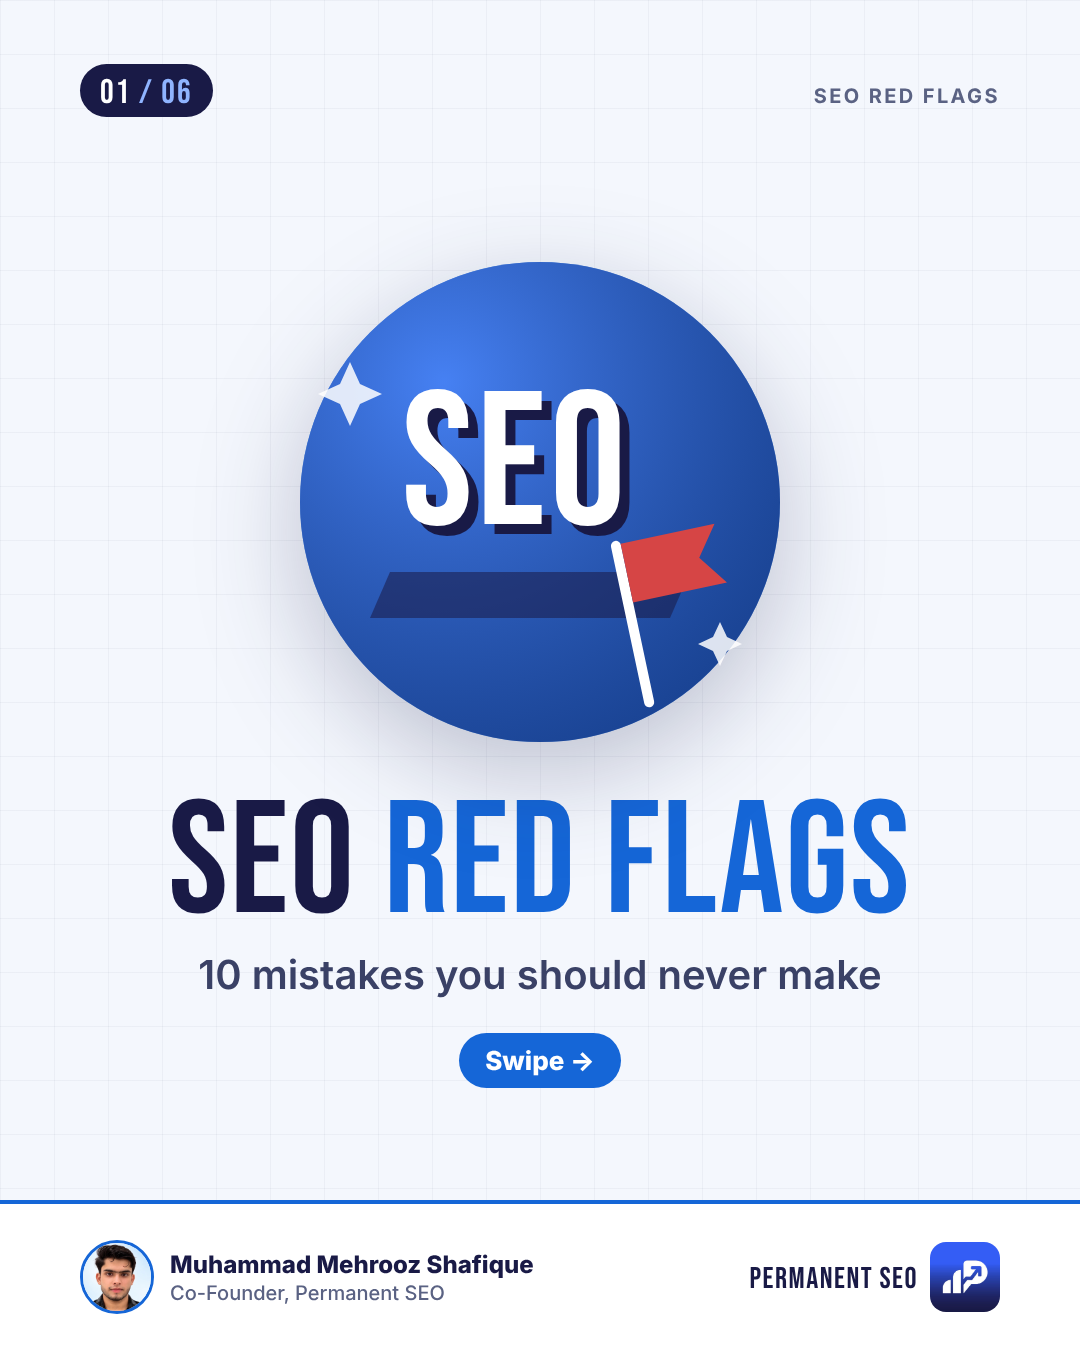 01 / 06
SEO RED FLAGS
SEO
SEO RED FLAGS
10 mistakes you should never make
Swipe →
Muhammad Mehrooz Shafique
Co-Founder, Permanent SEO
PERMANENT SEO